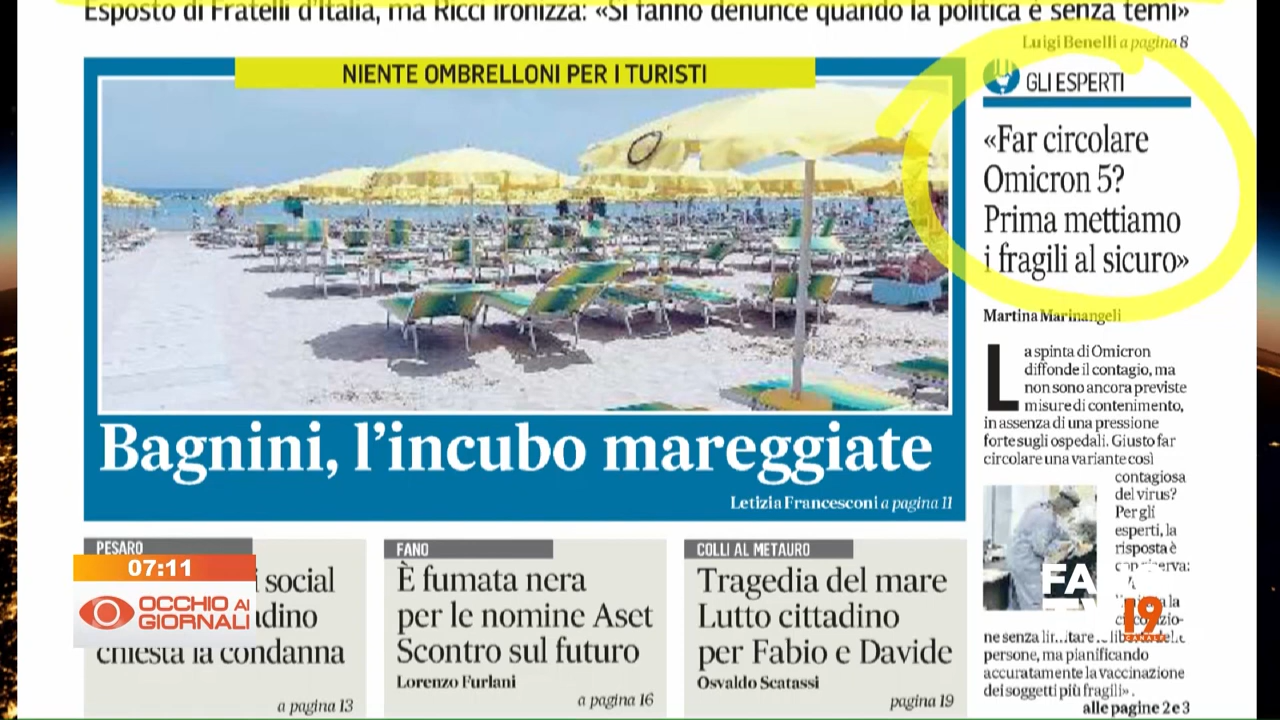 Esposto di Fratelli d'Italia, ma Ricci ironizza: «Si fanno denunce quando la politica è senza temi»
Luigi Benelli a pagina 8
NIENTE OMBRELLONI PER I TURISTI
Bagnini, l'incubo mareggiate
Letizia Francesconi a pagina 11
GLI ESPERTI
«Far circolare
Omicron 5?
Prima mettiamo
i fragili al sicuro»
Martina Marinangeli
La spinta di Omicron
diffonde il contagio, ma
non sono ancora previste
misure di contenimento,
in assenza di una pressione
forte sugli ospedali. Giusto far
circolare una variante così
contagiosa
del virus?
Per gli
esperti, la
risposta è
persone, ma pianificando
accuratamente la vaccinazione
dei soggetti più fragili».
alle pagine 2 e 3
PESARO
i social
chiesta la condanna
a pagina 13
FANO
È fumata nera
per le nomine Aset
Scontro sul futuro
Lorenzo Furlani
a pagina 16
COLLI AL METAURO
Tragedia del mare
Lutto cittadino
per Fabio e Davide
Osvaldo Scatassi
pagina 19
07:11
OCCHIO AI
GIORNALI
19